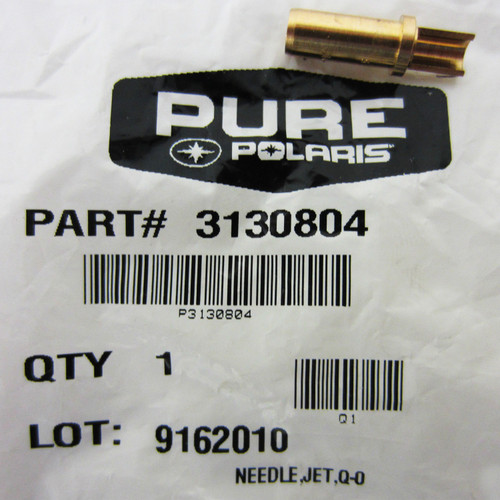 PURE
POLARIS
PART# 3130804
P3130804
QTY 1
Q1
LOT: 9162010
NEEDLE,JET,Q-0